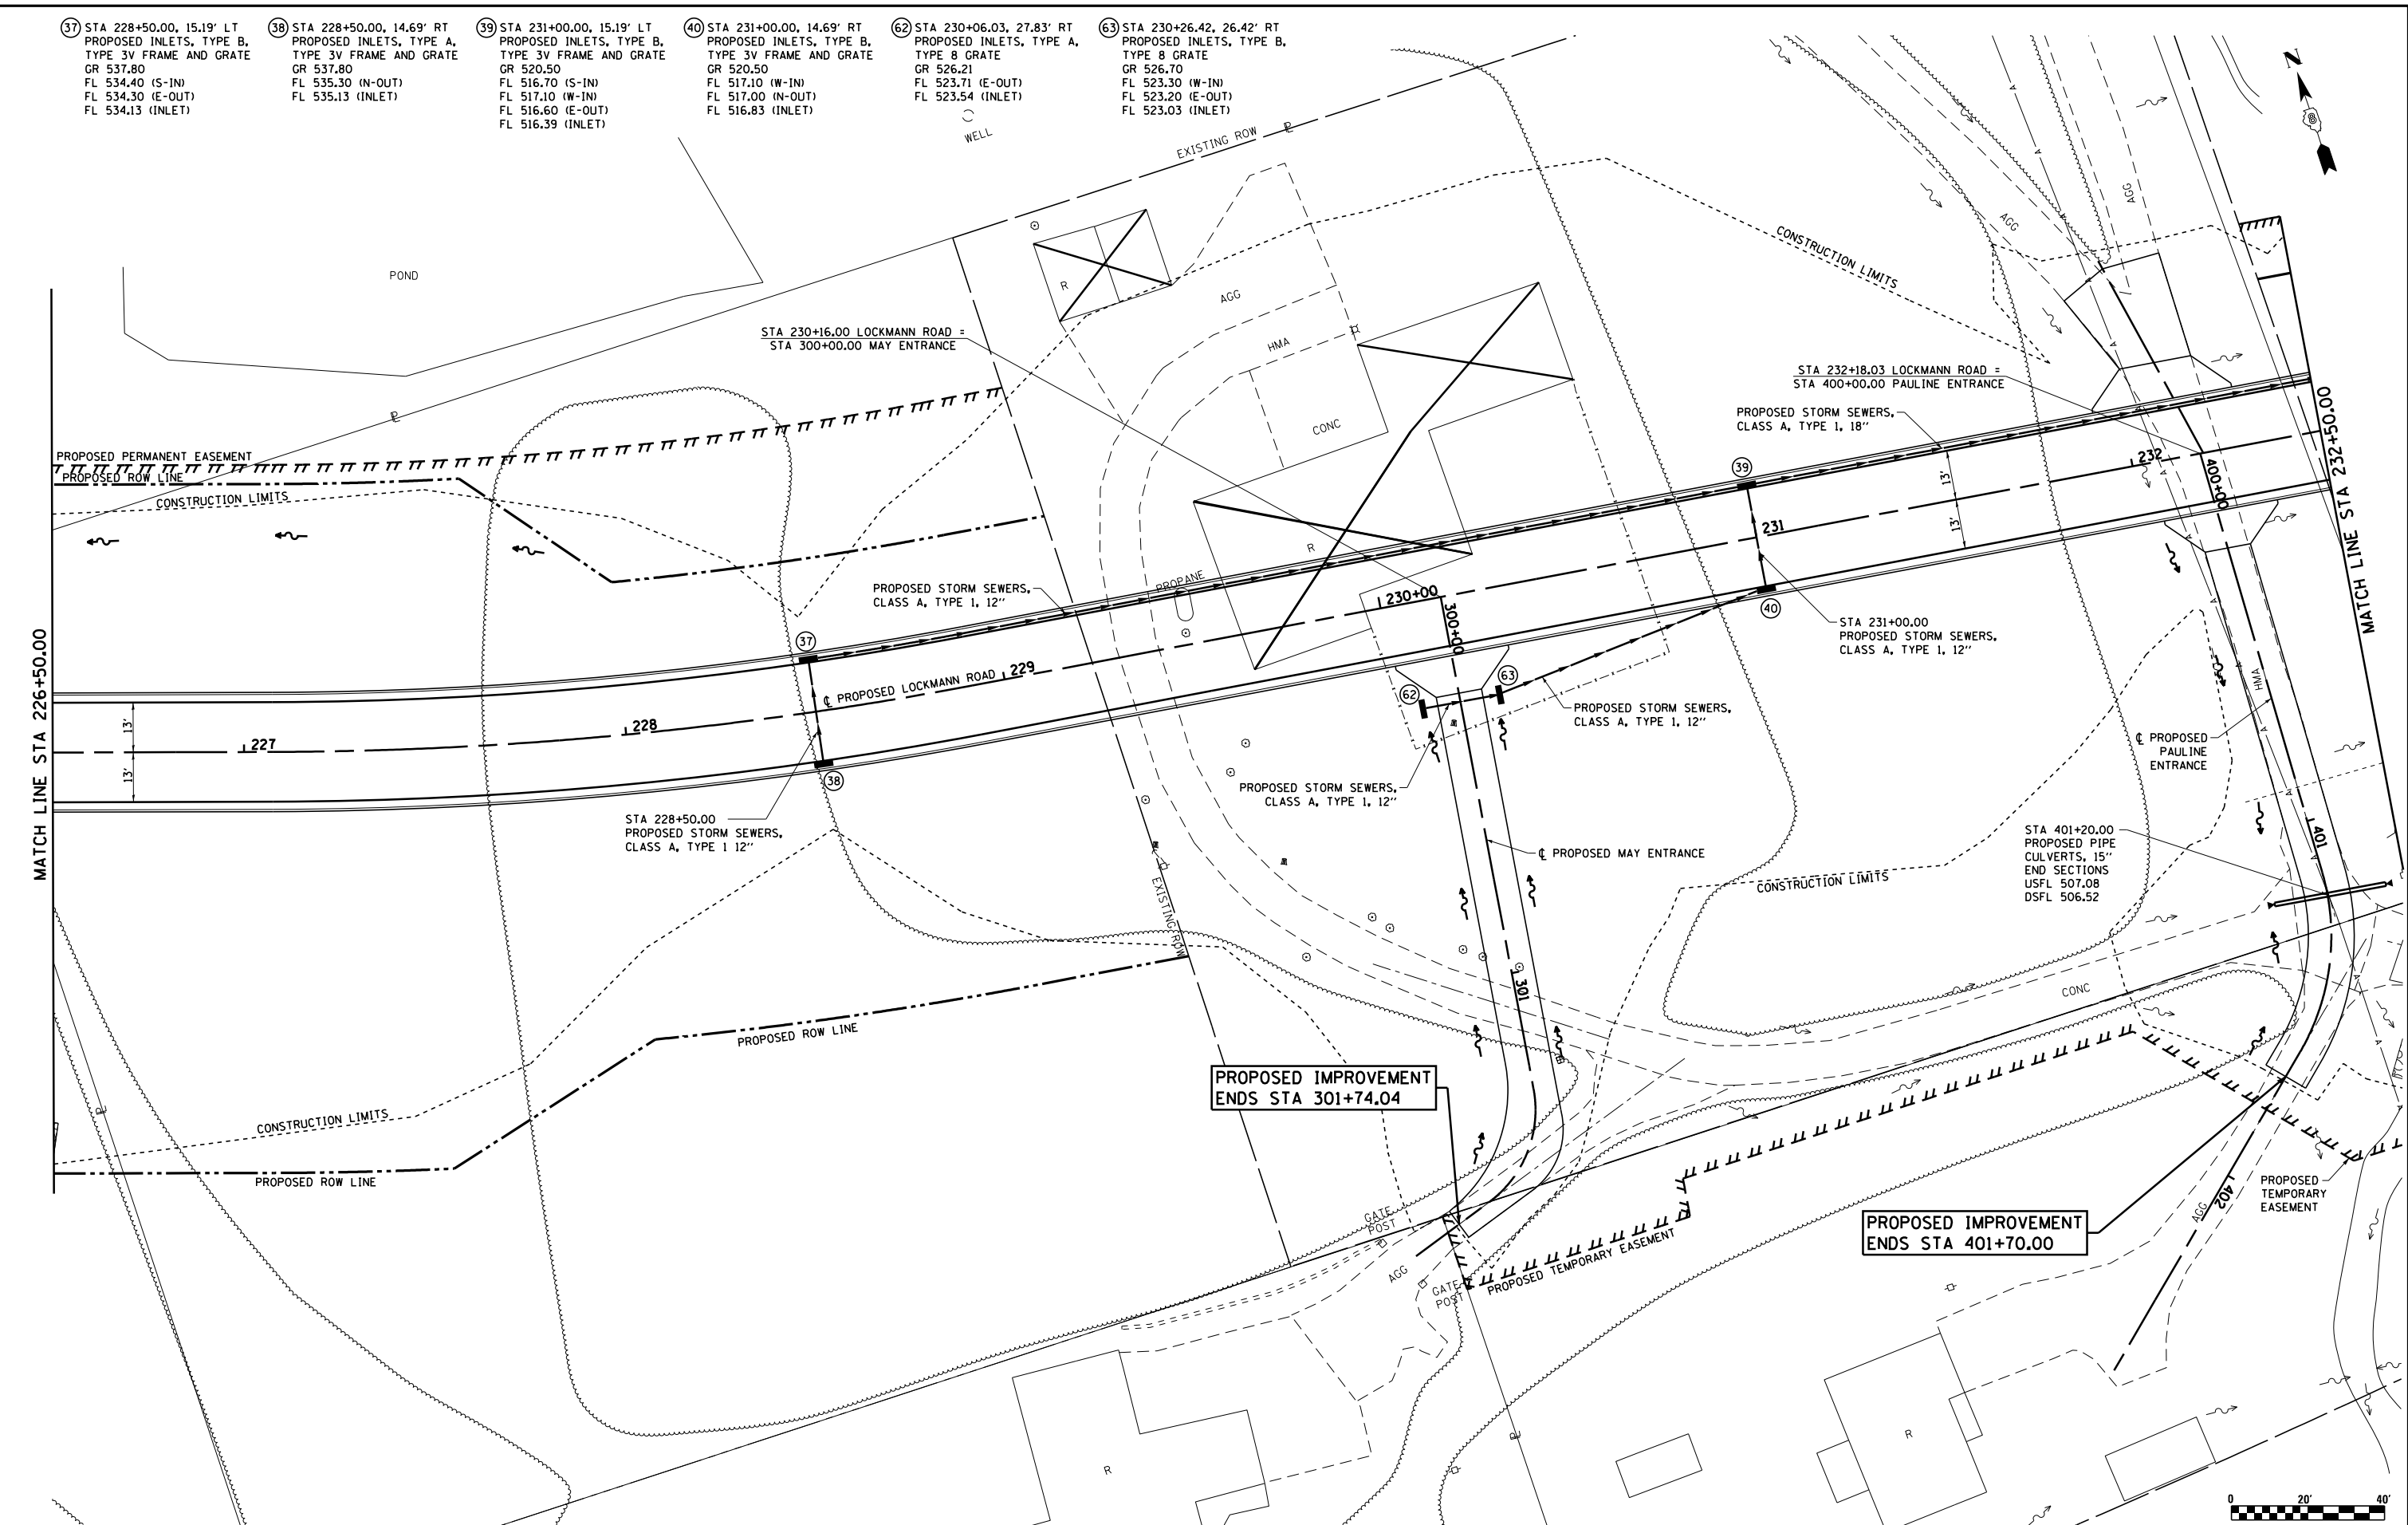 37 STA 228+50.00, 15.19' LT
PROPOSED INLETS, TYPE B,
TYPE 3V FRAME AND GRATE
GR 537.80
FL 534.40 (S-IN)
FL 534.30 (E-OUT)
FL 534.13 (INLET)
38 STA 228+50.00, 14.69' RT
PROPOSED INLETS, TYPE A,
TYPE 3V FRAME AND GRATE
GR 537.80
FL 535.30 (N-OUT)
FL 535.13 (INLET)
39 STA 231+00.00, 15.19' LT
PROPOSED INLETS, TYPE B,
TYPE 3V FRAME AND GRATE
GR 520.50
FL 516.70 (S-IN)
FL 517.10 (W-IN)
FL 516.60 (E-OUT)
FL 516.39 (INLET)
40 STA 231+00.00, 14.69' RT
PROPOSED INLETS, TYPE B,
TYPE 3V FRAME AND GRATE
GR 520.50
FL 517.10 (W-IN)
FL 517.00 (N-OUT)
FL 516.83 (INLET)
62 STA 230+06.03, 27.83' RT
PROPOSED INLETS, TYPE A,
TYPE 8 GRATE
GR 526.21
FL 523.71 (E-OUT)
FL 523.54 (INLET)
63 STA 230+26.42, 26.42' RT
PROPOSED INLETS, TYPE B,
TYPE 8 GRATE
GR 526.70
FL 523.30 (W-IN)
FL 523.20 (E-OUT)
FL 523.03 (INLET)
N
8
WELL
EXISTING ROW
PL
AGG
AGG
POND
CONSTRUCTION LIMITS
R
AGG
STA 230+16.00 LOCKMANN ROAD =
STA 300+00.00 MAY ENTRANCE
HMA
CONC
STA 232+18.03 LOCKMANN ROAD =
STA 400+00.00 PAULINE ENTRANCE
PROPOSED STORM SEWERS,
CLASS A, TYPE 1, 18"
PL
PROPOSED PERMANENT EASEMENT
PROPOSED ROW LINE
CONSTRUCTION LIMITS
39
232
400+00
MATCH LINE STA 232+50.00
13'
13'
231
R
PROPANE
PROPOSED STORM SEWERS,
CLASS A, TYPE 1, 12"
230+00
300+00
40
STA 231+00.00
PROPOSED STORM SEWERS,
CLASS A, TYPE 1, 12"
37
229
℄ PROPOSED LOCKMANN ROAD
63
62
PROPOSED STORM SEWERS,
CLASS A, TYPE 1, 12"
HMA
MATCH LINE STA 226+50.00
13'
13'
227
228
38
℄ PROPOSED
PAULINE
ENTRANCE
PROPOSED STORM SEWERS,
CLASS A, TYPE 1, 12"
STA 228+50.00
PROPOSED STORM SEWERS,
CLASS A, TYPE 1 12"
℄ PROPOSED MAY ENTRANCE
STA 401+20.00
PROPOSED PIPE
CULVERTS, 15"
END SECTIONS
USFL 507.08
DSFL 506.52
401
CONSTRUCTION LIMITS
EXISTING ROW
301
CONC
PROPOSED ROW LINE
PROPOSED IMPROVEMENT
ENDS STA 301+74.04
PL
CONSTRUCTION LIMITS
PROPOSED ROW LINE
PROPOSED
TEMPORARY
EASEMENT
402
AGG
GATE
POST
PROPOSED IMPROVEMENT
ENDS STA 401+70.00
AGG
GATE
POST
PROPOSED TEMPORARY EASEMENT
PL
R
R
0 20' 40'